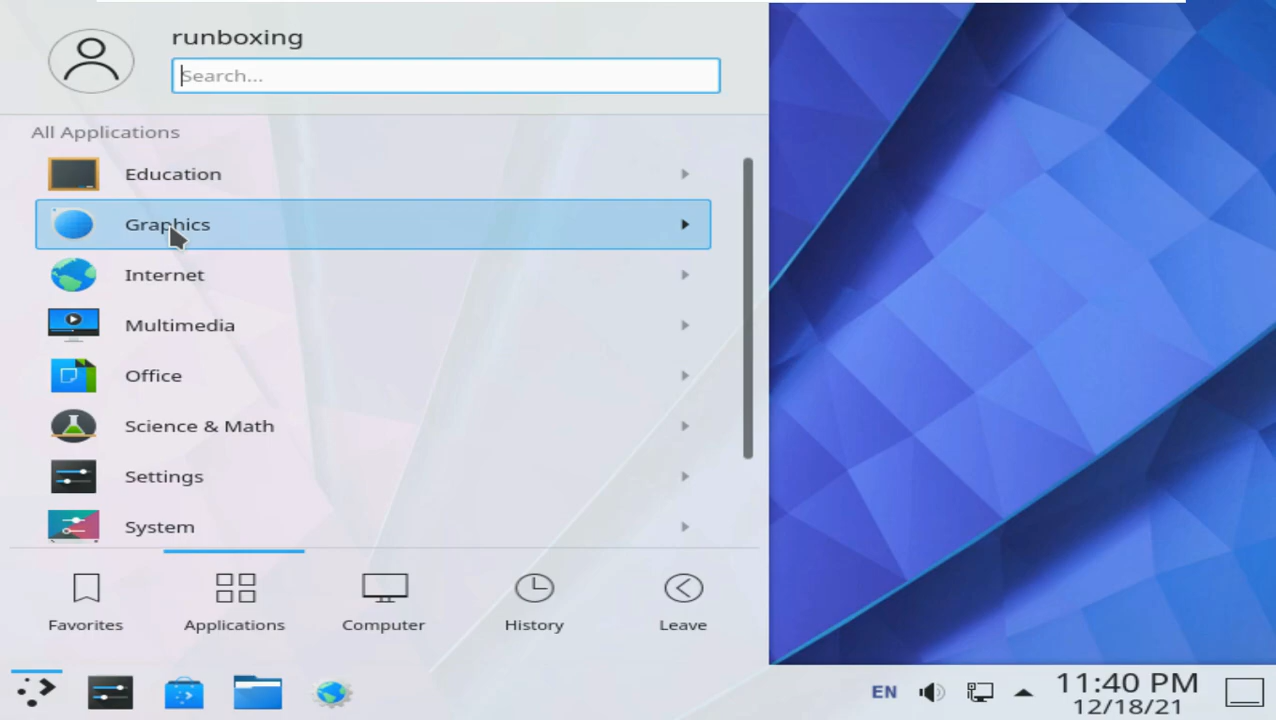 runboxing
Search...
All Applications
Education
Graphics
Internet
Multimedia
Office
Science & Math
Settings
System
Favorites
Applications
Computer
History
Leave
EN
11:40 PM
12/18/21